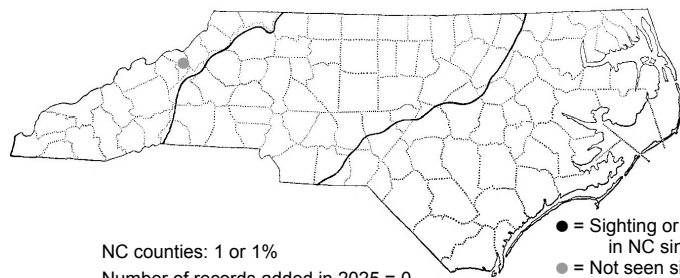 NC counties: 1 or 1%
● = Sighting or
in NC sin
● = Not seen si
Number of records added in 2025 = 0